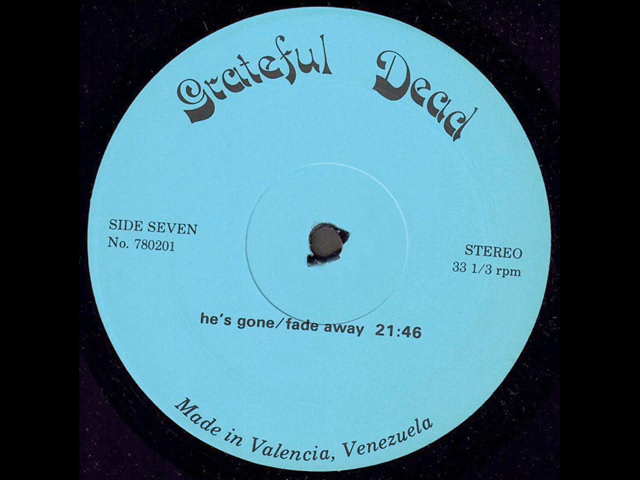 Grateful Dead
SIDE SEVEN
No. 780201
STEREO
33 1/3 rpm
he's gone/fade away 21:46
Made in Valencia, Venezuela